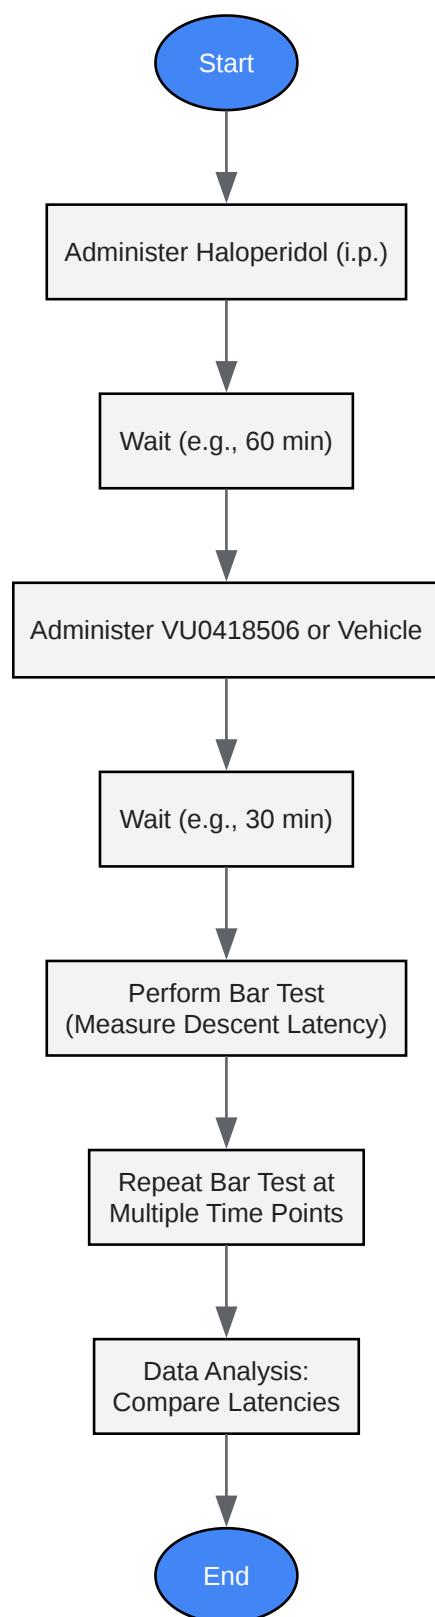 Start
Administer Haloperidol (i.p.)
Wait (e.g., 60 min)
Administer VU0418506 or Vehicle
Wait (e.g., 30 min)
Perform Bar Test
(Measure Descent Latency)
Repeat Bar Test at
Multiple Time Points
Data Analysis:
Compare Latencies
End